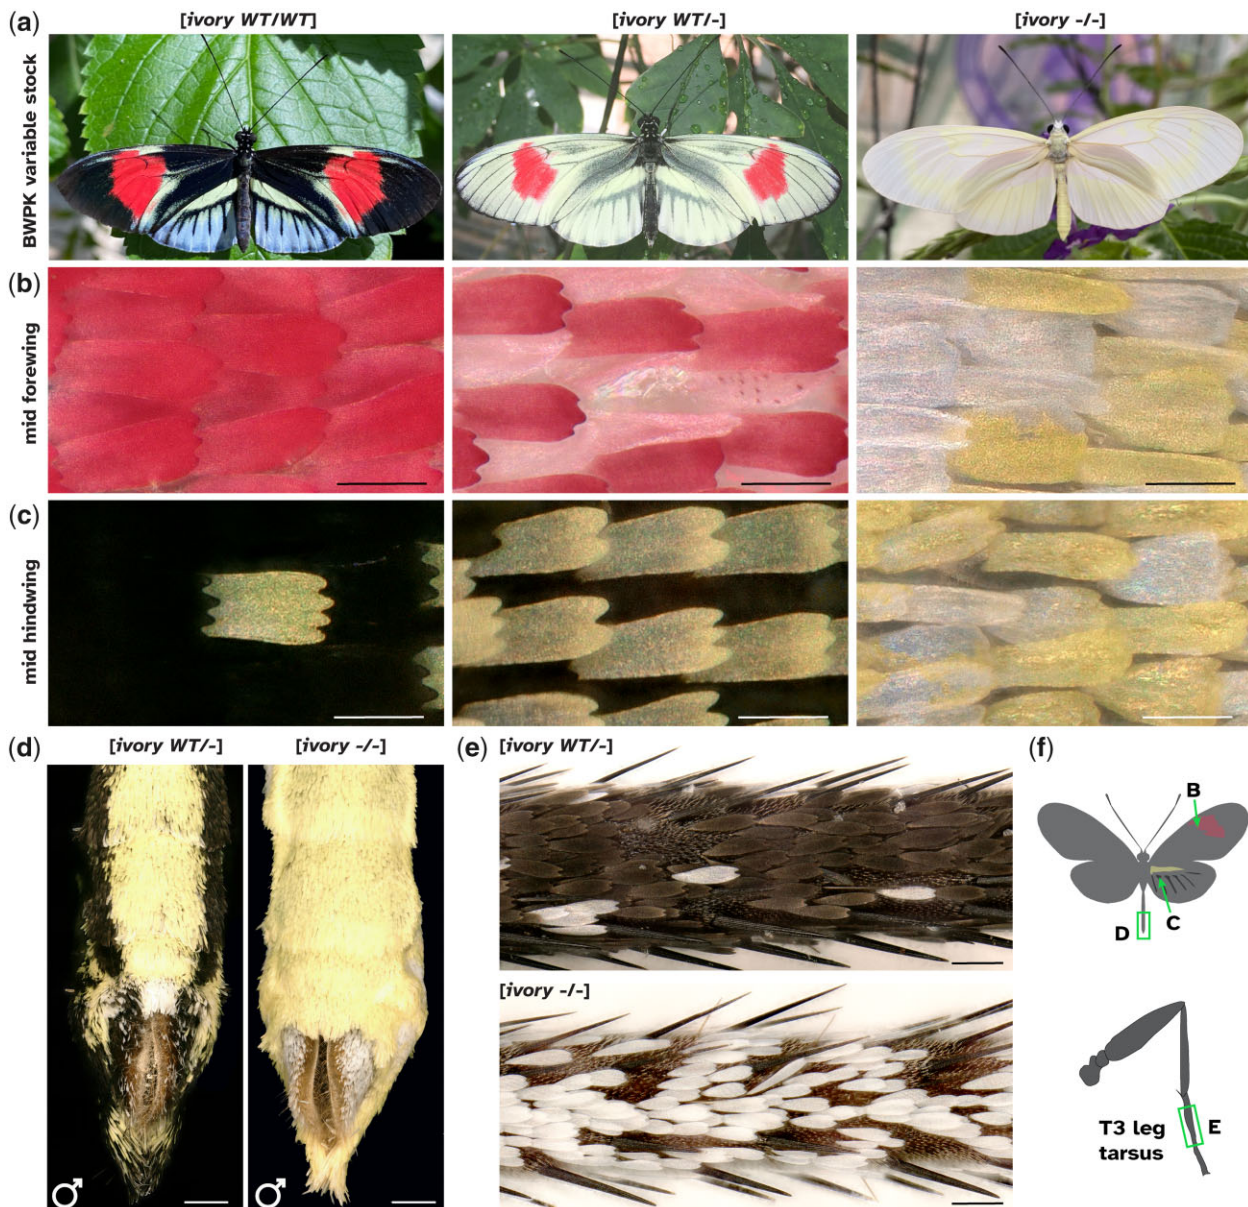 (a)
[ivory WT/WT]
[ivory WT/-]
[ivory -/-]
BWPK variable stock
(b)
mid forewing
(c)
mid hindwing
(d)
[ivory WT/-]
[ivory -/-]
♂
♂
(e)
[ivory WT/-]
[ivory -/-]
(f)
B
C
D
T3 leg
tarsus
E